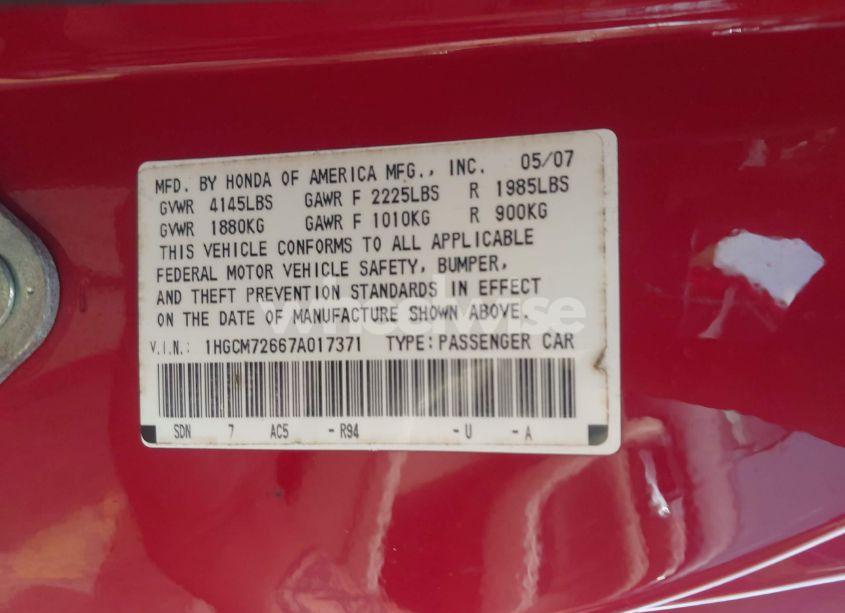 MFD. BY HONDA OF AMERICA MFG., INC. 05/07
GVWR 4145LBS GAWR F 2225LBS R 1985LBS
GVWR 1880KG GAWR F 1010KG R 900KG
THIS VEHICLE CONFORMS TO ALL APPLICABLE
FEDERAL MOTOR VEHICLE SAFETY, BUMPER,
AND THEFT PREVENTION STANDARDS IN EFFECT
ON THE DATE OF MANUFACTURE SHOWN ABOVE.
wheelwise
V.I.N.: 1HGCM72667A017371 TYPE: PASSENGER CAR
SDN 7 AC5 - R94 - U - A